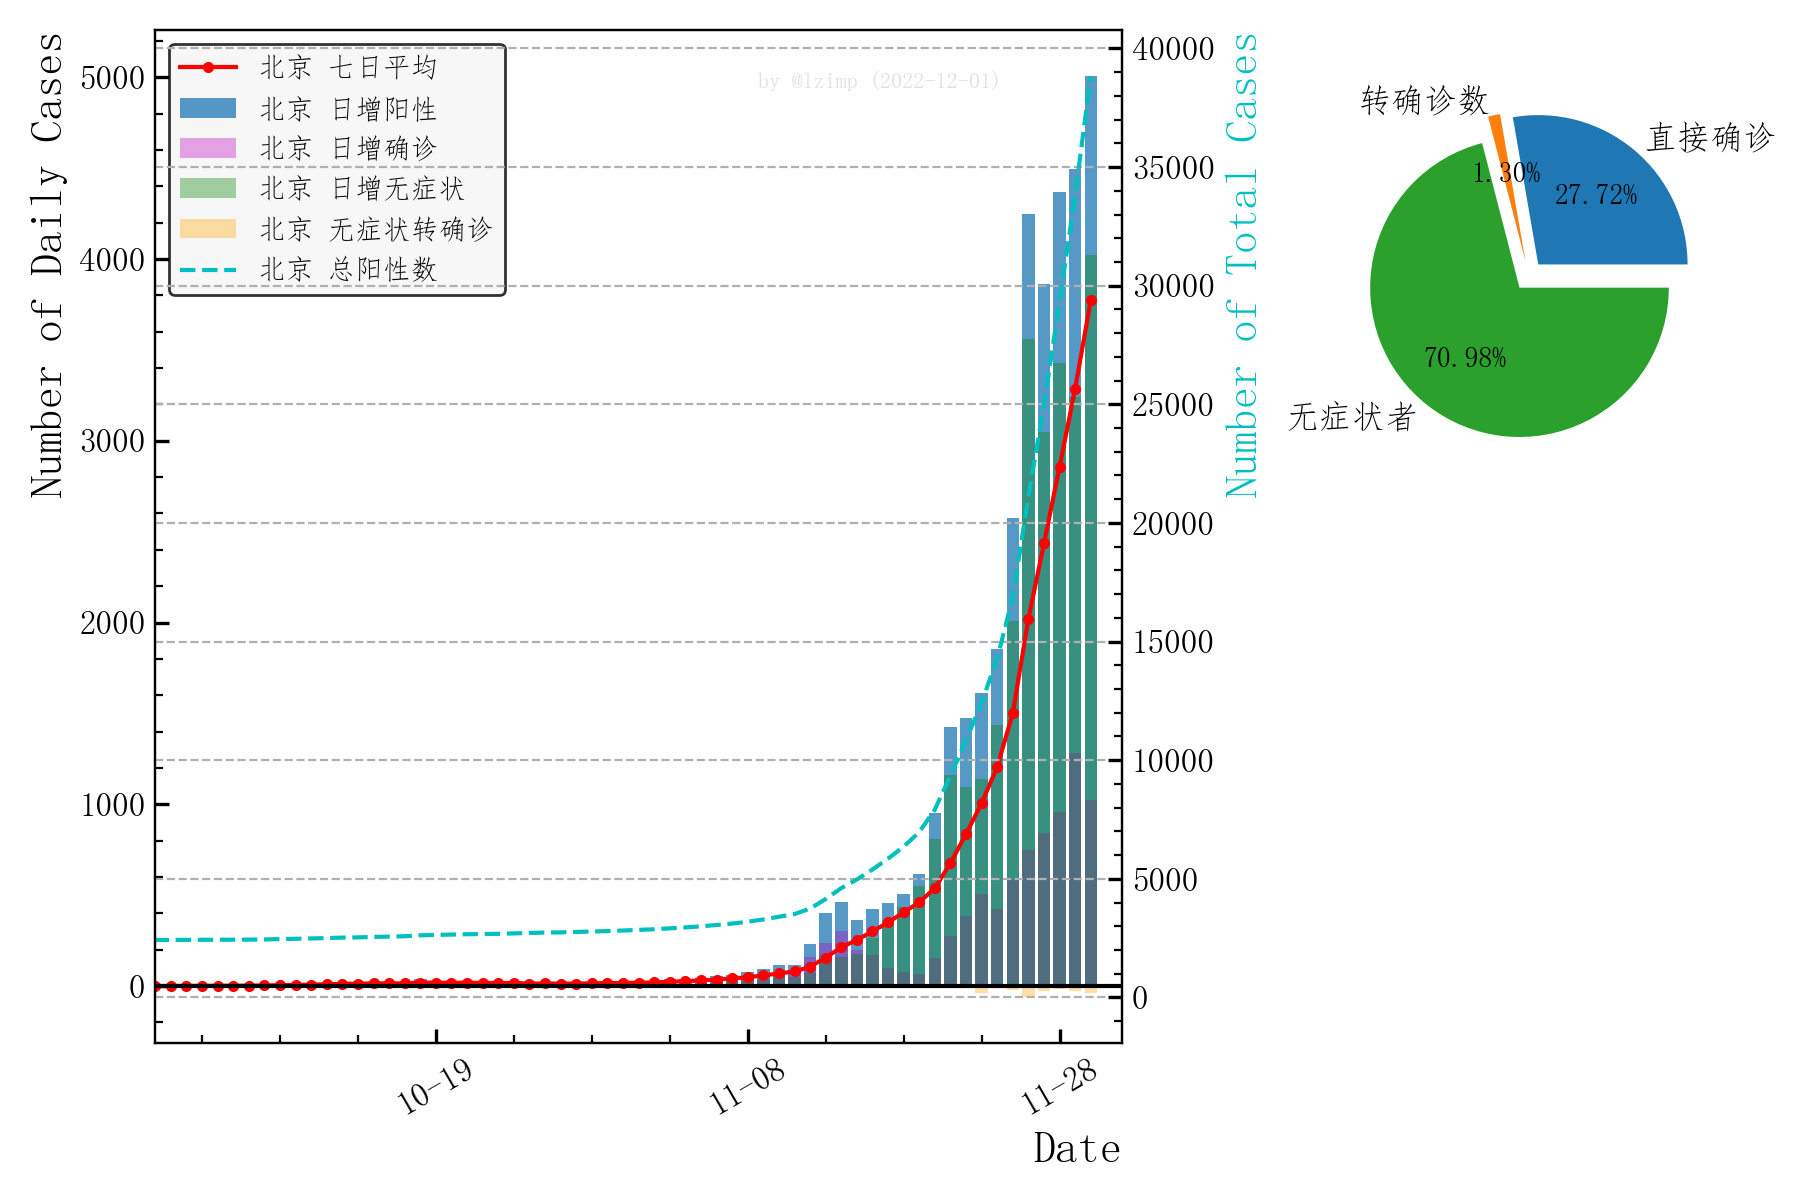 Number of Daily Cases
5000
4000
3000
2000
1000
0
北京 七日平均
北京 日增阳性
北京 日增确诊
北京 日增无症状
北京 无症状转确诊
北京 总阳性数
by @lzimp (2022-12-01)
40000
35000
30000
25000
20000
15000
10000
5000
0
Number of Total Cases
10-19
11-08
11-28
Date
转确诊数
直接确诊
1.30%
27.72%
70.98%
无症状者